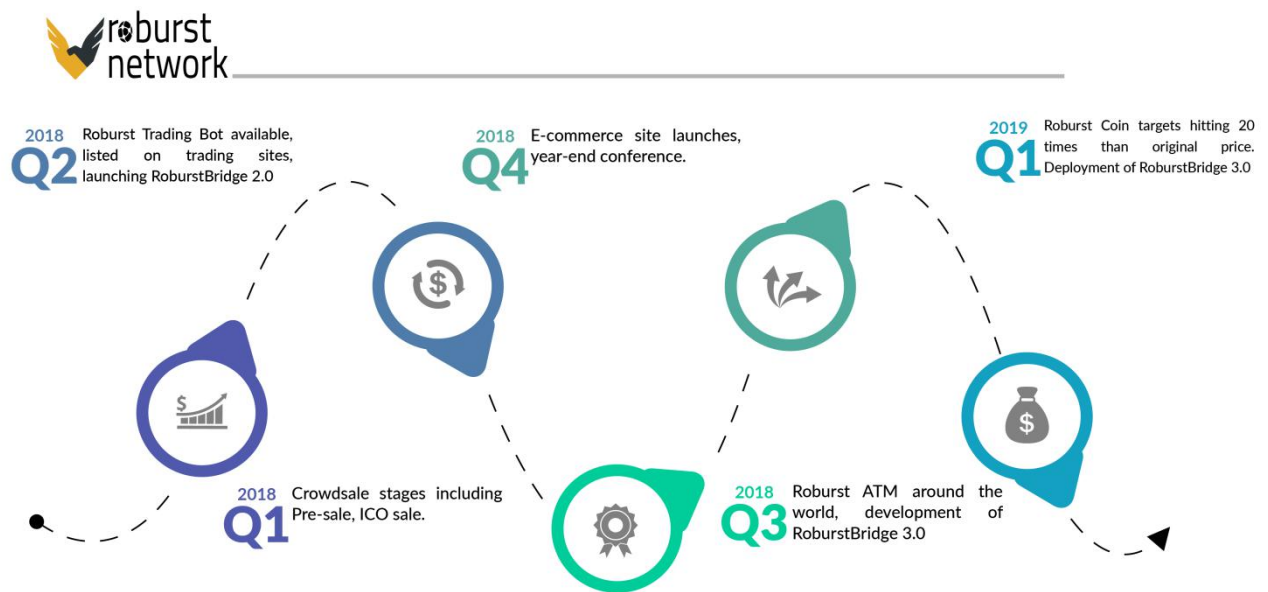 roburst
network
2018
Q2
Roburst Trading Bot available,
listed on trading sites,
launching RoburstBridge 2.0
2018
Q4
E-commerce site launches,
year-end conference.
2019
Q1
Roburst Coin targets hitting 20
times than original price.
Deployment of RoburstBridge 3.0
$
$
$
2018
Q1
Crowdsale stages including
Pre-sale, ICO sale.
2018
Q3
Roburst ATM around the
world, development of
RoburstBridge 3.0